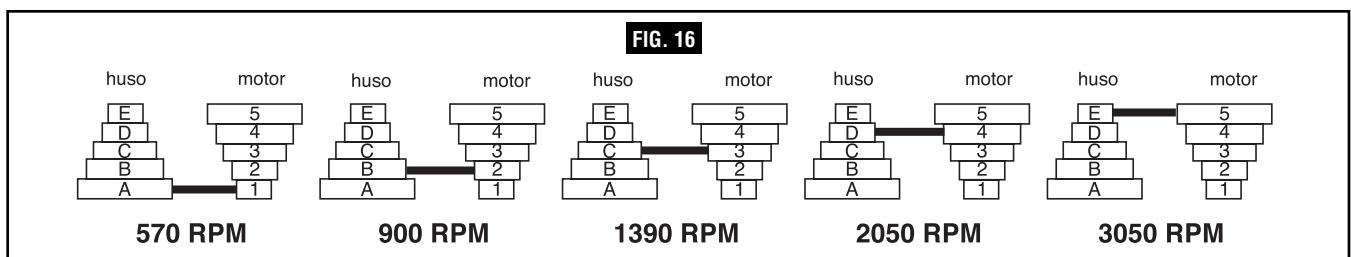 FIG. 16
huso motor huso motor huso motor huso motor huso motor
E 5 E 5 E 5 E 5 E 5
D 4 D 4 D 4 D 4 D 4
C 3 C 3 C 3 C 3 C 3
B 2 B 2 B 2 B 2 B 2
A 1 A 1 A 1 A 1 A 1
570 RPM 900 RPM 1390 RPM 2050 RPM 3050 RPM